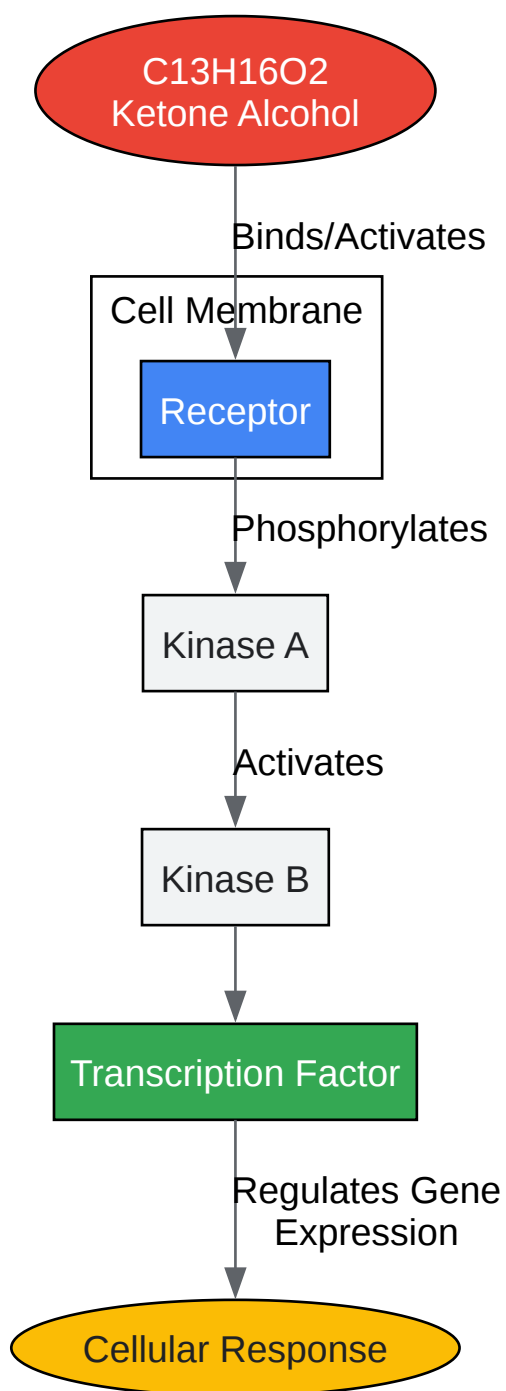 C13H16O2
Ketone Alcohol
Binds/Activates
Cell Membrane
Receptor
Phosphorylates
Kinase A
Activates
Kinase B
Transcription Factor
Regulates Gene
Expression
Cellular Response